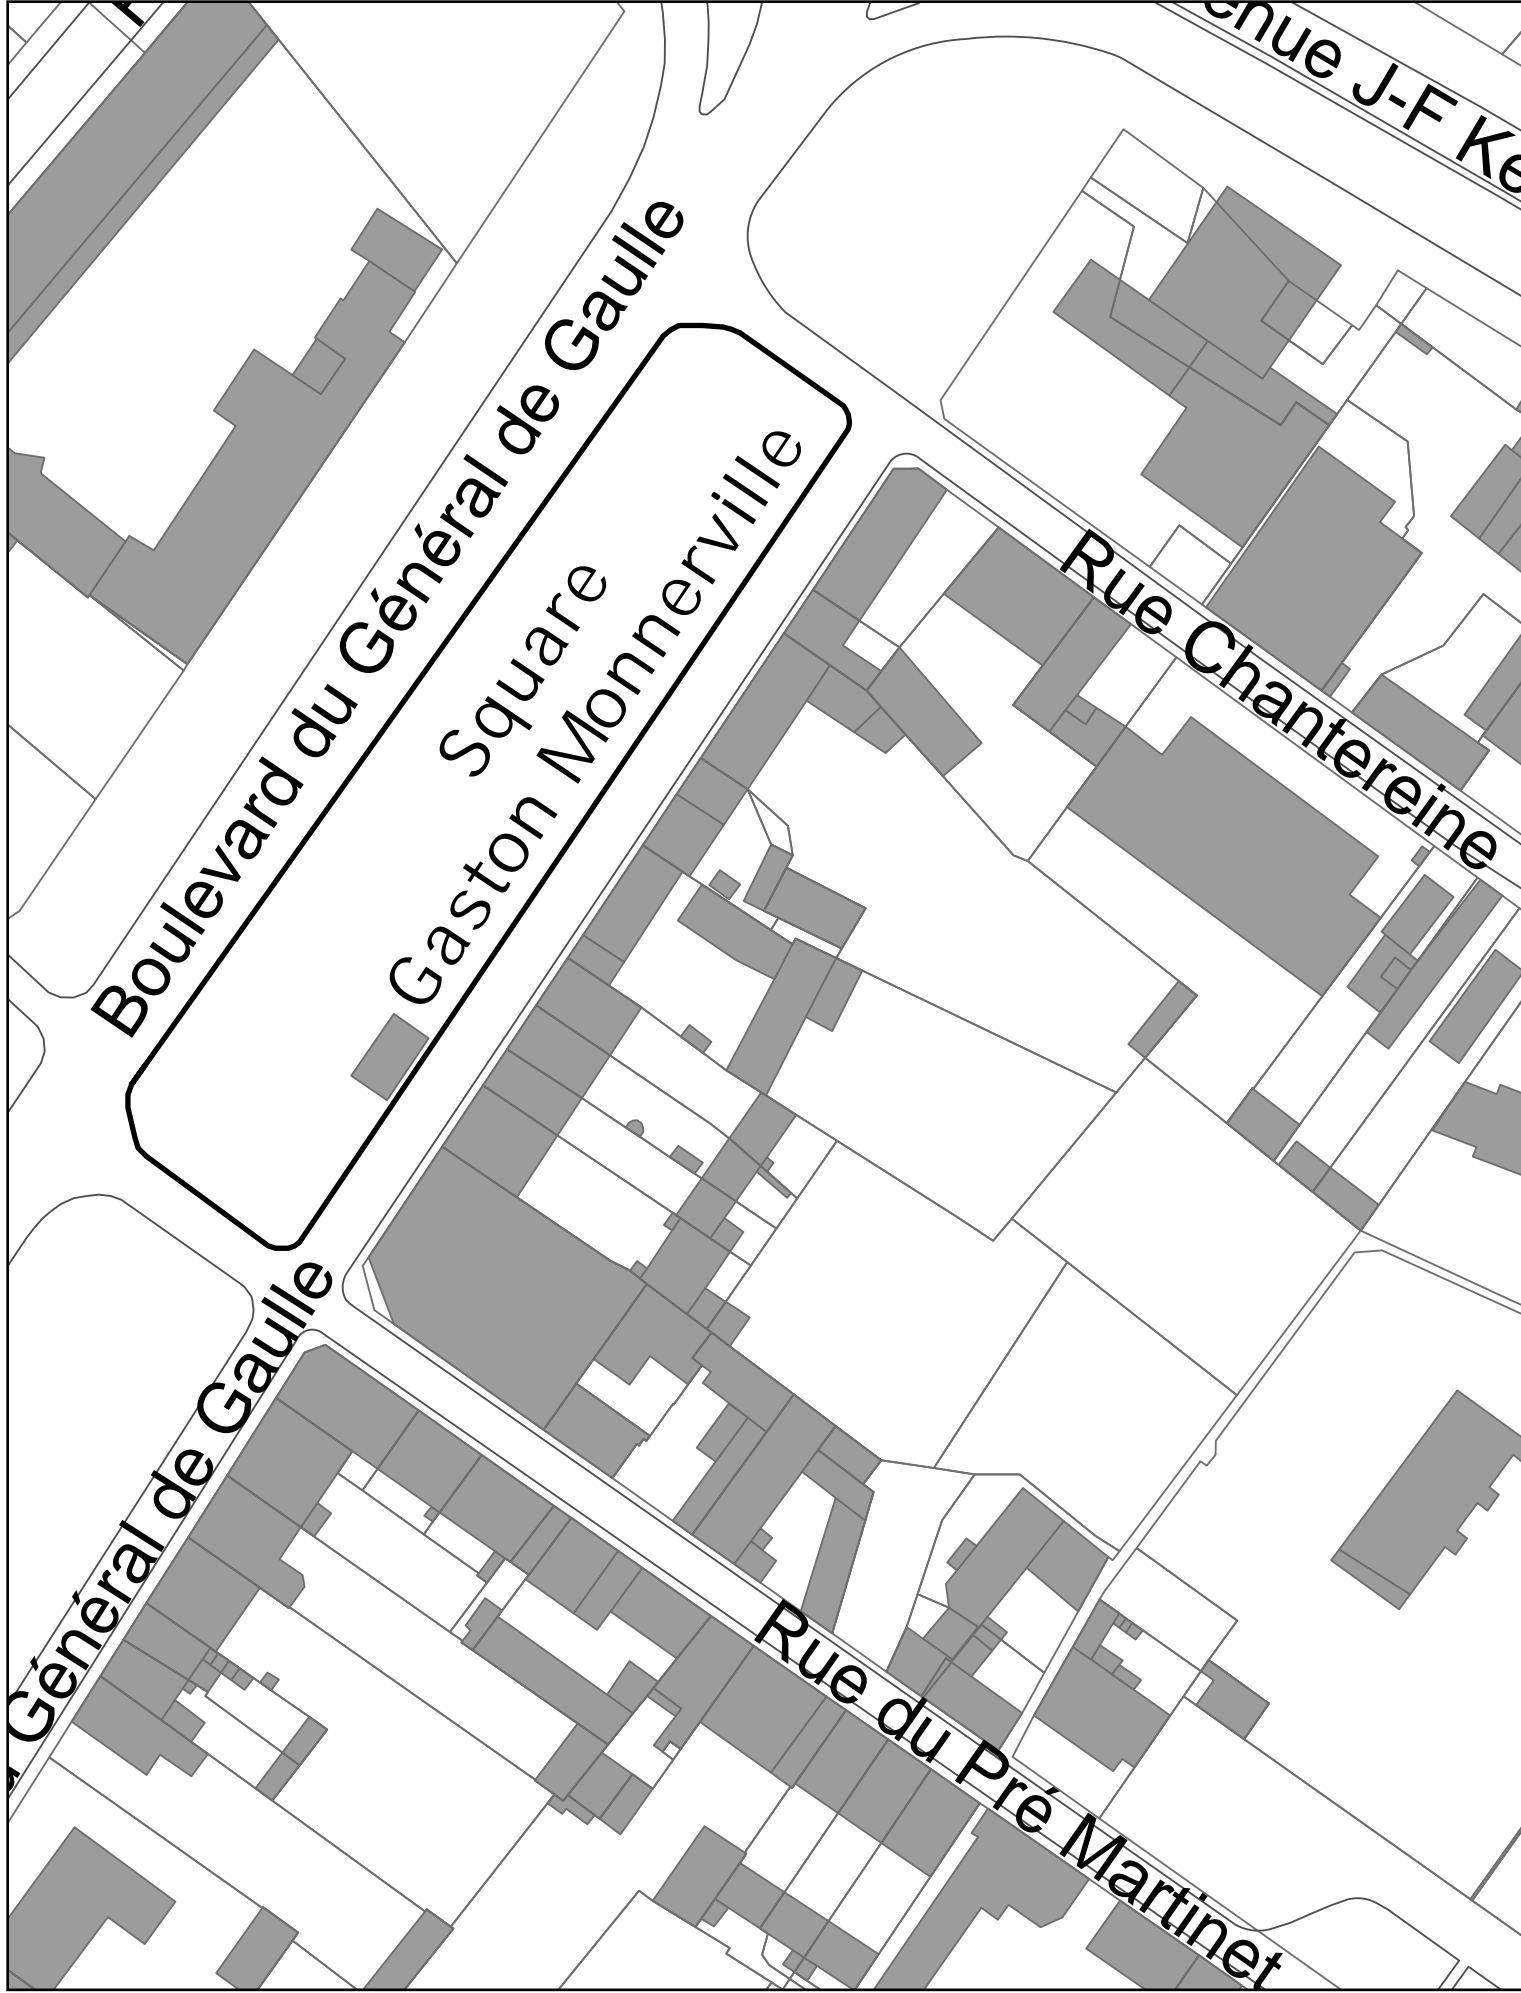 enue J-F Ke
Boulevard du Général de Gaulle
Square
Gaston Monnerville
Rue Chantereine
Général de Gaulle
Rue du Pré Martinet